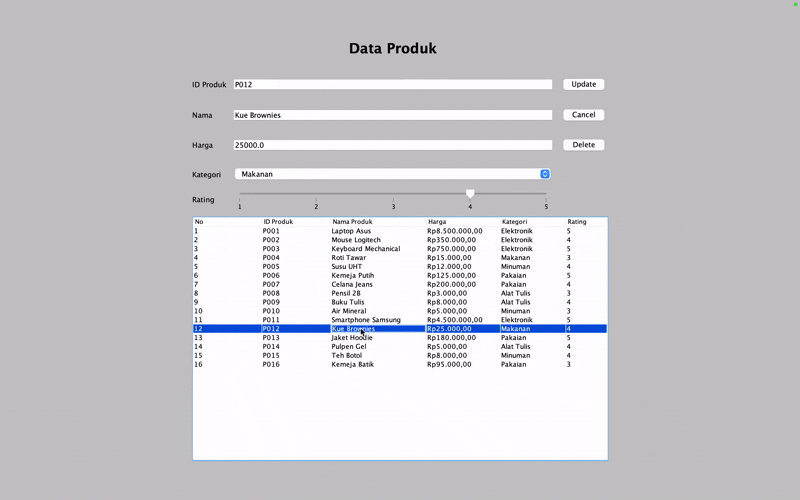 Data Produk
ID Produk P012 Update
Nama Kue Brownies Cancel
Harga 25000.0 Delete
Kategori Makanan
Rating
1 2 3 4 5
No ID Produk Nama Produk Harga Kategori Rating
1 P001 Laptop Asus Rp8.500.000,00 Elektronik 5
2 P002 Mouse Logitech Rp350.000,00 Elektronik 4
3 P003 Keyboard Mechanical Rp750.000,00 Elektronik 5
4 P004 Roti Tawar Rp15.000,00 Makanan 3
5 P005 Susu UHT Rp12.000,00 Minuman 4
6 P006 Kemeja Putih Rp125.000,00 Pakaian 5
7 P007 Celana Jeans Rp200.000,00 Pakaian 4
8 P008 Pensil 2B Rp3.000,00 Alat Tulis 3
9 P009 Buku Tulis Rp8.000,00 Alat Tulis 4
10 P010 Air Mineral Rp5.000,00 Minuman 3
11 P011 Smartphone Samsung Rp4.500.000,00 Elektronik 5
12 P012 Kue Brownies Rp25.000,00 Makanan 4
13 P013 Jaket Hoodie Rp180.000,00 Pakaian 5
14 P014 Pulpen Gel Rp5.000,00 Alat Tulis 4
15 P015 Teh Botol Rp8.000,00 Minuman 4
16 P016 Kemeja Batik Rp95.000,00 Pakaian 3